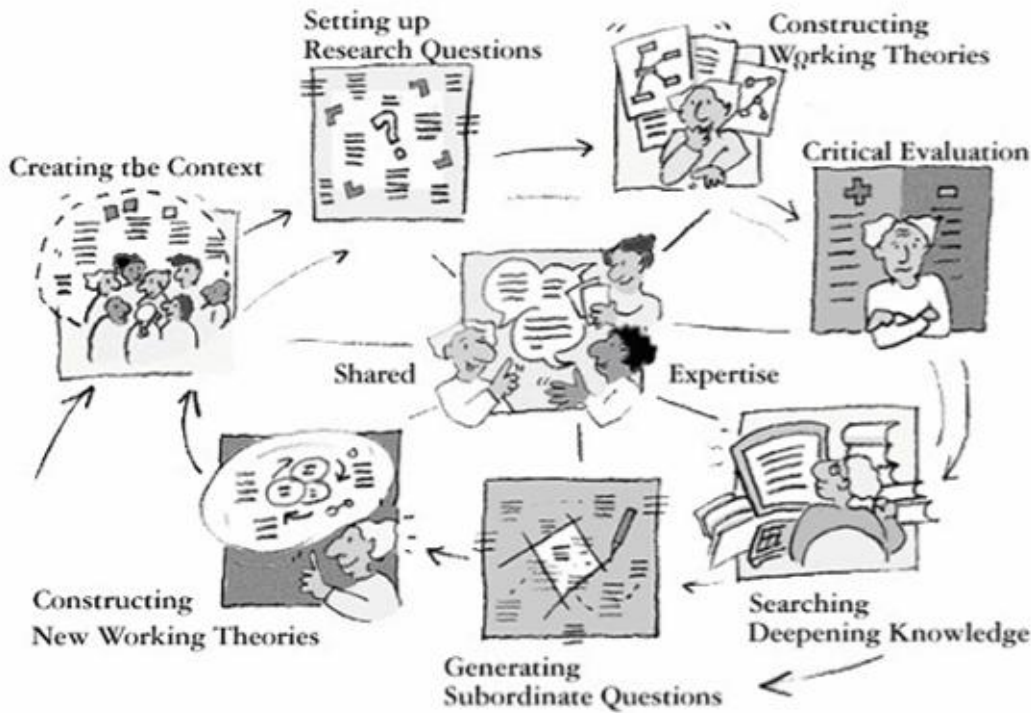 Setting up
Research Questions
Constructing
Working Theories
Creating the Context
Critical Evaluation
Shared
Expertise
Constructing
New Working Theories
Searching
Deepening Knowledge
Generating
Subordinate Questions